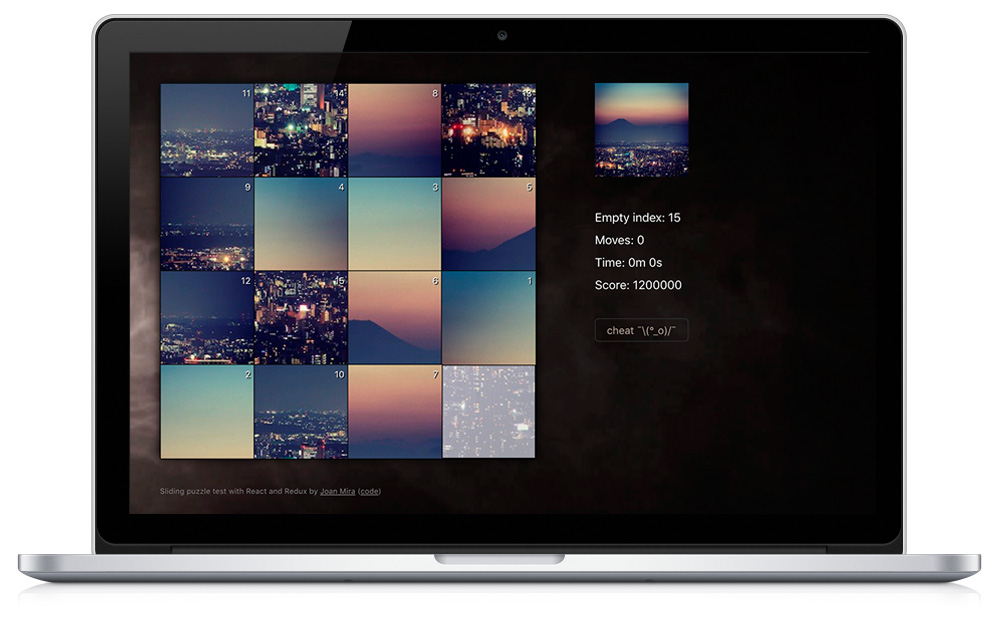 11
14
8
13
9
4
3
5
12
15
6
1
2
10
7
Empty index: 15
Moves: 0
Time: 0m 0s
Score: 1200000
cheat ¯\(°_o)/¯
Sliding puzzle test with React and Redux by Joan Mira (code)